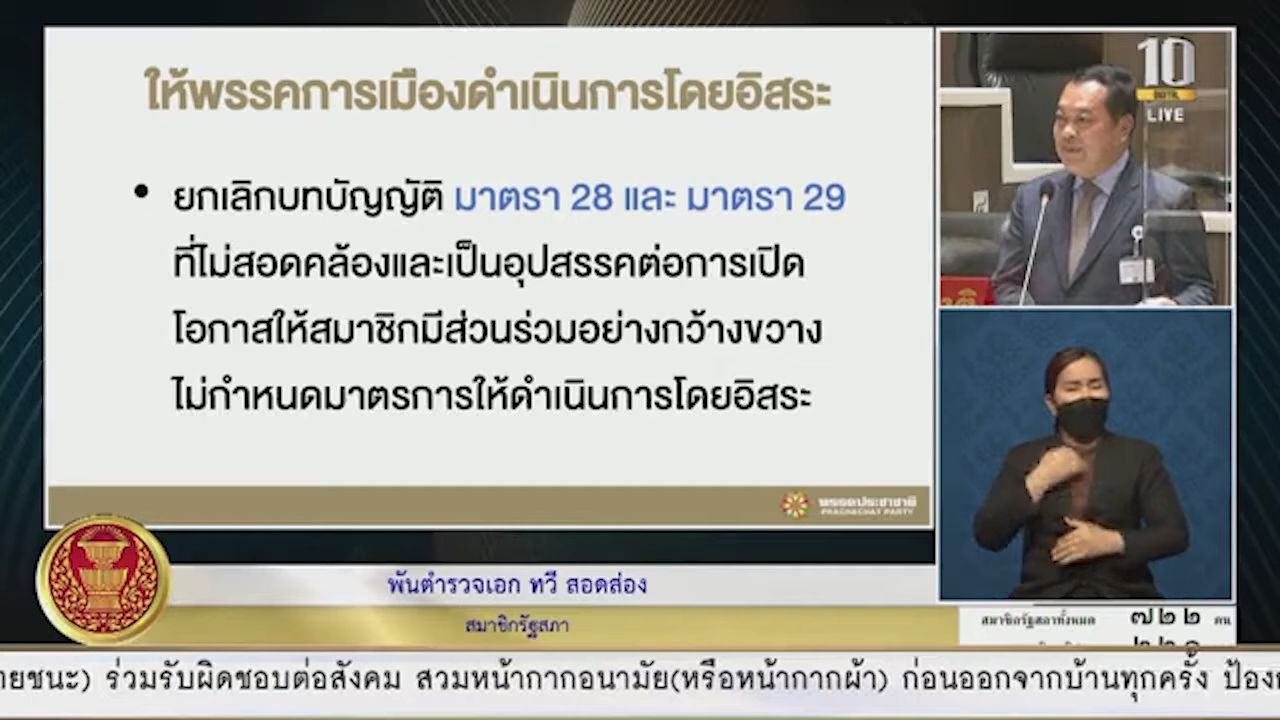 ให้พรรคการเมืองดำเนินการโดยอิสระ
• ยกเลิกบทบัญญัติ มาตรา 28 และ มาตรา 29
ที่ไม่สอดคล้องและเป็นอุปสรรคต่อการเปิด
โอกาสให้สมาชิกมีส่วนร่วมอย่างกว้างขวาง
ไม่กำหนดมาตรการให้ดำเนินการโดยอิสระ
พรรคประชาชาติ
PRACHACHAT PARTY
10
LIVE
พันตำรวจเอก ทวี สอดส่อง
สมาชิกรัฐสภา
สมาชิกรัฐสภาทั้งหมด ๗๒๒ คน
ายชนะ) ร่วมรับผิดชอบต่อสังคม สวมหน้ากากอนามัย(หรือหน้ากากผ้า) ก่อนออกจากบ้านทุกครั้ง ป้อง